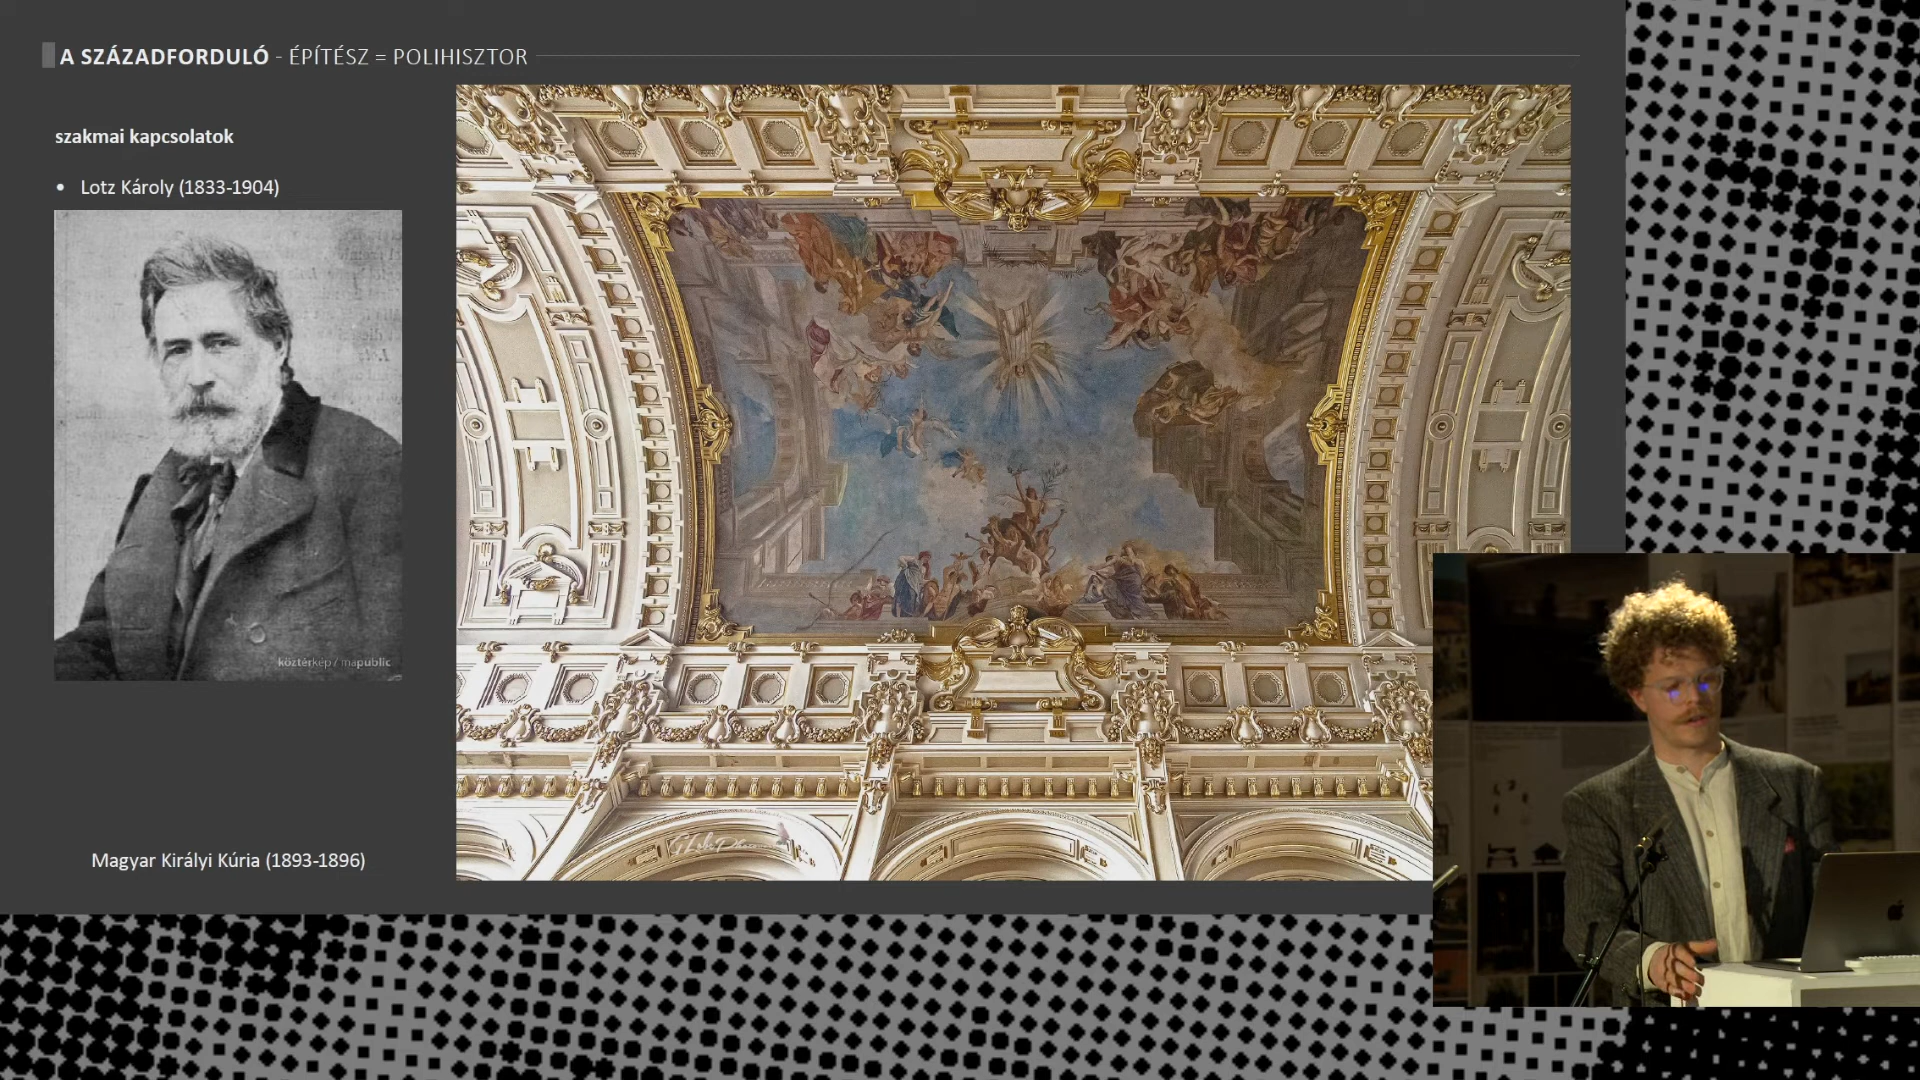 A SZÁZADFORDULÓ - ÉPÍTÉSZ = POLIHISZTOR
szakmai kapcsolatok
• Lotz Károly (1833-1904)
köztérkép / mapublic
Magyar Királyi Kúria (1893-1896)